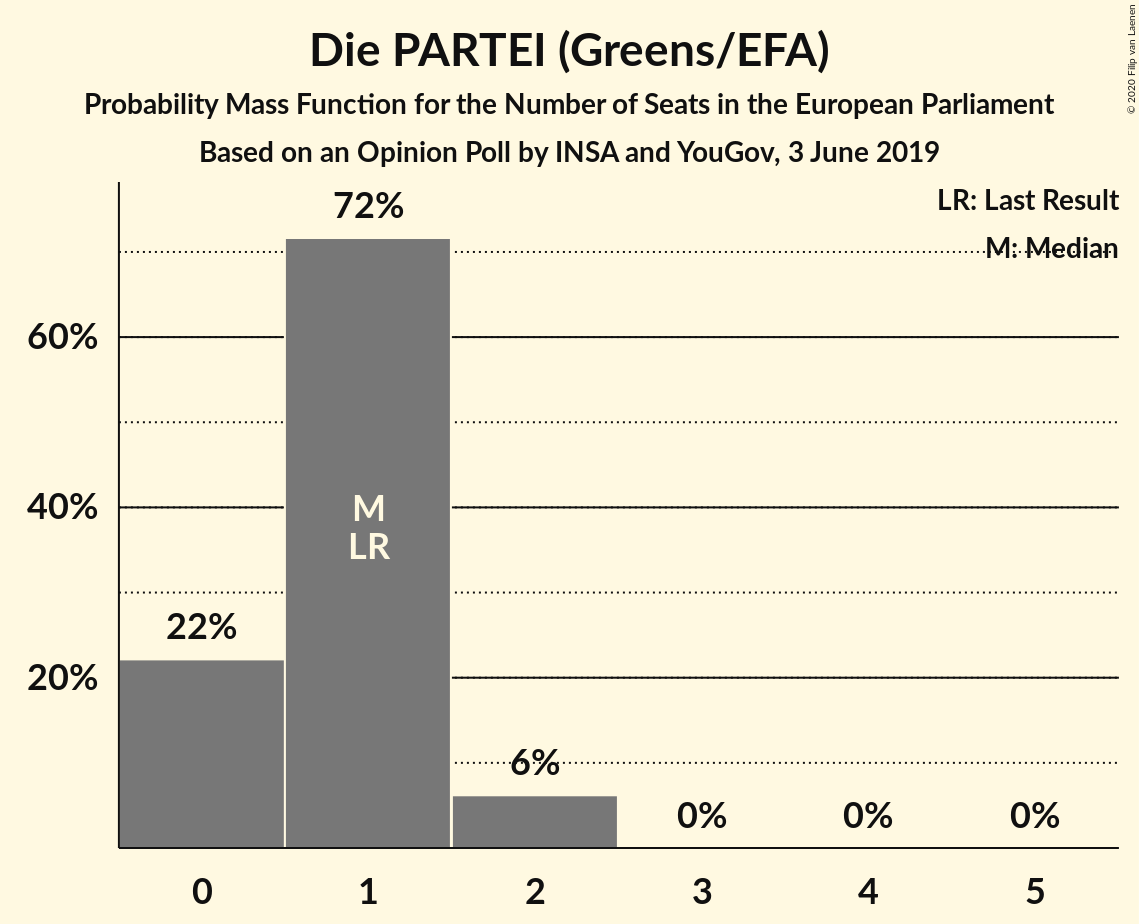 Die PARTEI (Greens/EFA)
Probability Mass Function for the Number of Seats in the European Parliament
Based on an Opinion Poll by INSA and YouGov, 3 June 2019
© 2020 Filip van Laenen
LR: Last Result
M: Median
72%
60%
40%
20%
M
LR
22%
6%
0%
0%
0%
0
1
2
3
4
5